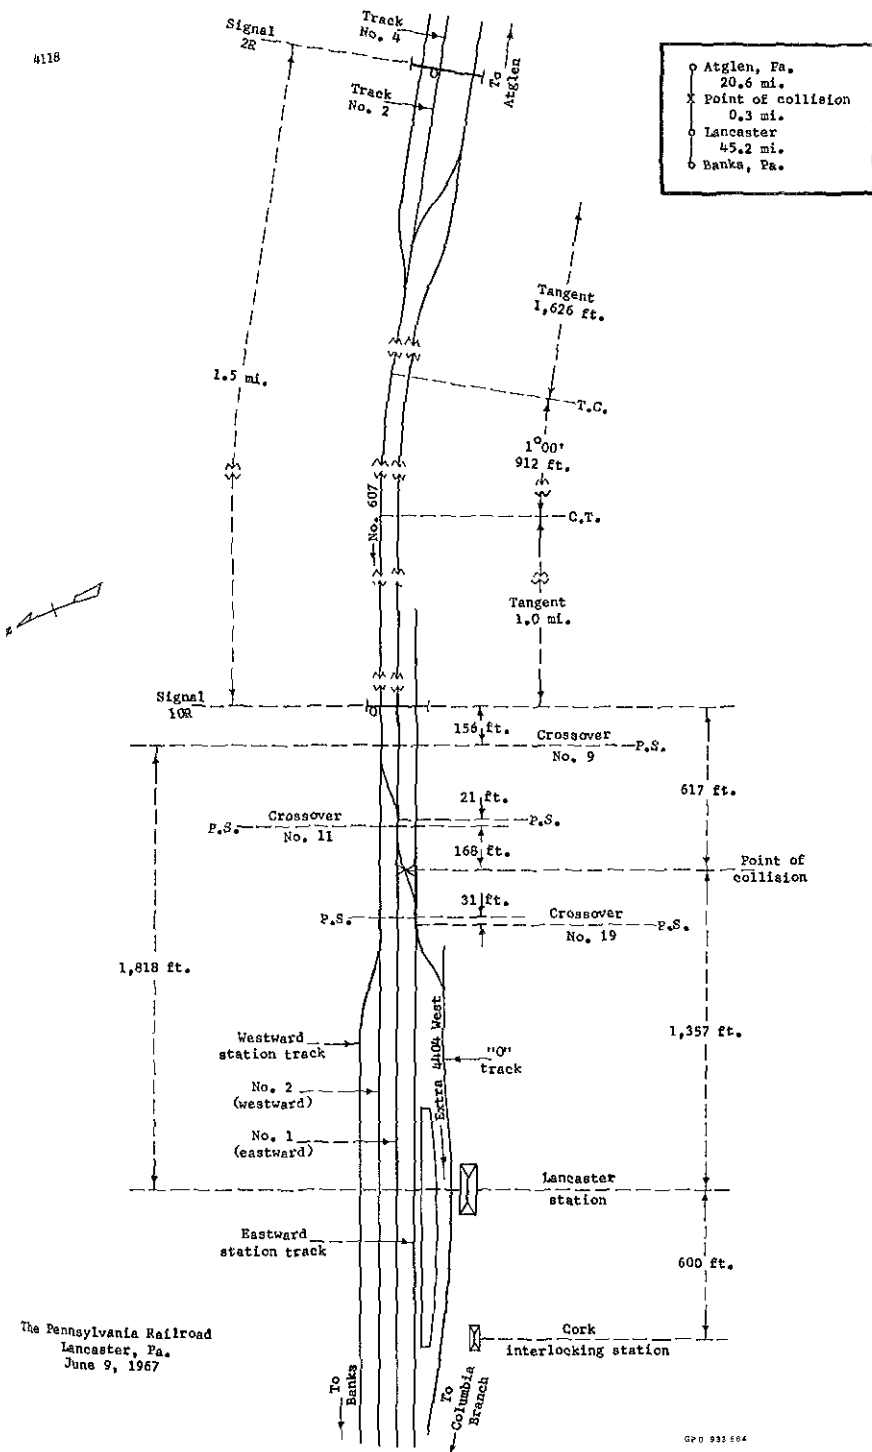 4118
Signal
2R
Track
No. 4
To
Atglen
Track
No. 2
Atglen, Pa.
20.6 mi.
X Point of collision
0.3 mi.
Lancaster
45.2 mi.
Banks, Pa.
Tangent
1,626 ft.
1.5 mi.
T.C.
1°00'
912 ft.
No. 607
C.T.
Tangent
1.0 mi.
N
Signal
10R
156 ft.
Crossover
No. 9
P.S.
617 ft.
21 ft.
P.S.
Crossover
No. 11
P.S.
168 ft.
Point of
collision
31 ft.
P.S.
Crossover
No. 19
P.S.
1,818 ft.
1,357 ft.
Westward
station track
Extra 4404 West
"O"
track
No. 2
(westward)
No. 1
(eastward)
Lancaster
station
Eastward
station track
600 ft.
Cork
interlocking station
The Pennsylvania Railroad
Lancaster, Pa.
June 9, 1967
To
Banks
To
Columbia
Branch
GPO 933 564